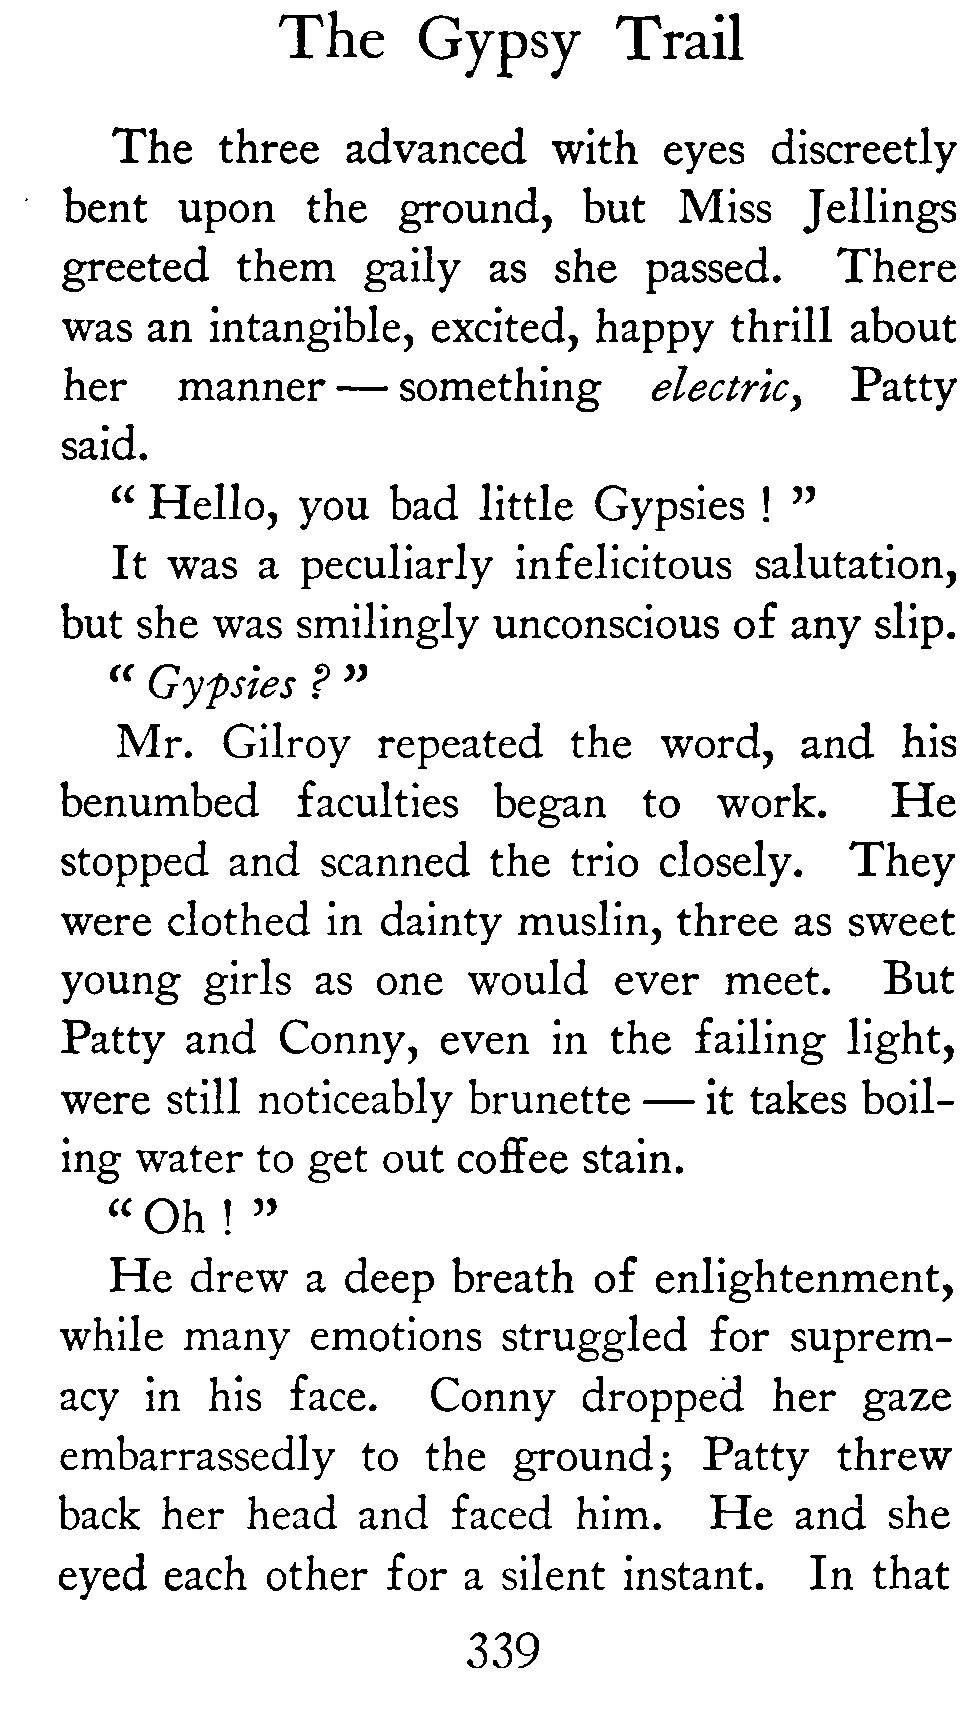 The Gypsy Trail
The three advanced with eyes discreetly
bent upon the ground, but Miss Jellings
greeted them gaily as she passed. There
was an intangible, excited, happy thrill about
her manner — something electric, Patty
said.
“ Hello, you bad little Gypsies ! ”
It was a peculiarly infelicitous salutation,
but she was smilingly unconscious of any slip.
“ Gypsies ? ”
Mr. Gilroy repeated the word, and his
benumbed faculties began to work. He
stopped and scanned the trio closely. They
were clothed in dainty muslin, three as sweet
young girls as one would ever meet. But
Patty and Conny, even in the failing light,
were still noticeably brunette — it takes boil-
ing water to get out coffee stain.
“ Oh ! ”
He drew a deep breath of enlightenment,
while many emotions struggled for suprem-
acy in his face. Conny dropped her gaze
embarrassedly to the ground; Patty threw
back her head and faced him. He and she
eyed each other for a silent instant. In that
339